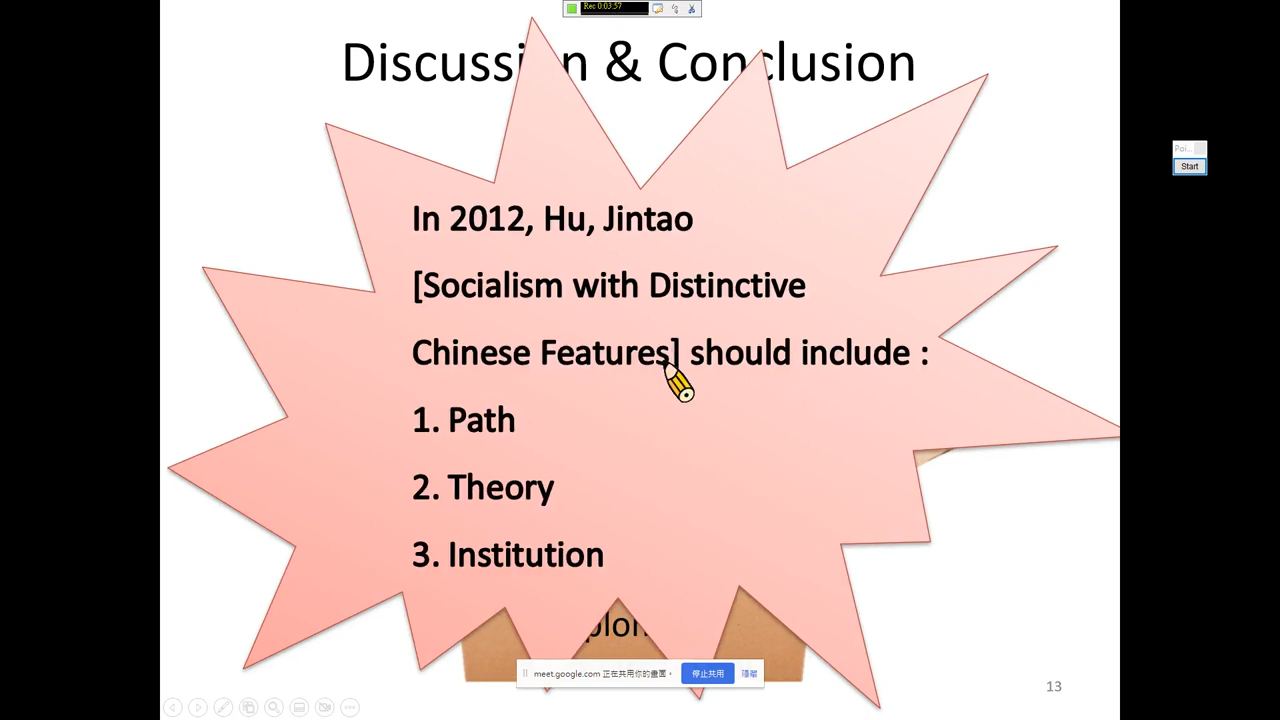 Rec 0:03:57
Discussion & Conclusion
Poi...
Start
In 2012, Hu, Jintao
[Socialism with Distinctive
Chinese Features] should include :
1. Path
2. Theory
3. Institution
meet.google.com 正在共用你的畫面。
停止共用
隱藏
13